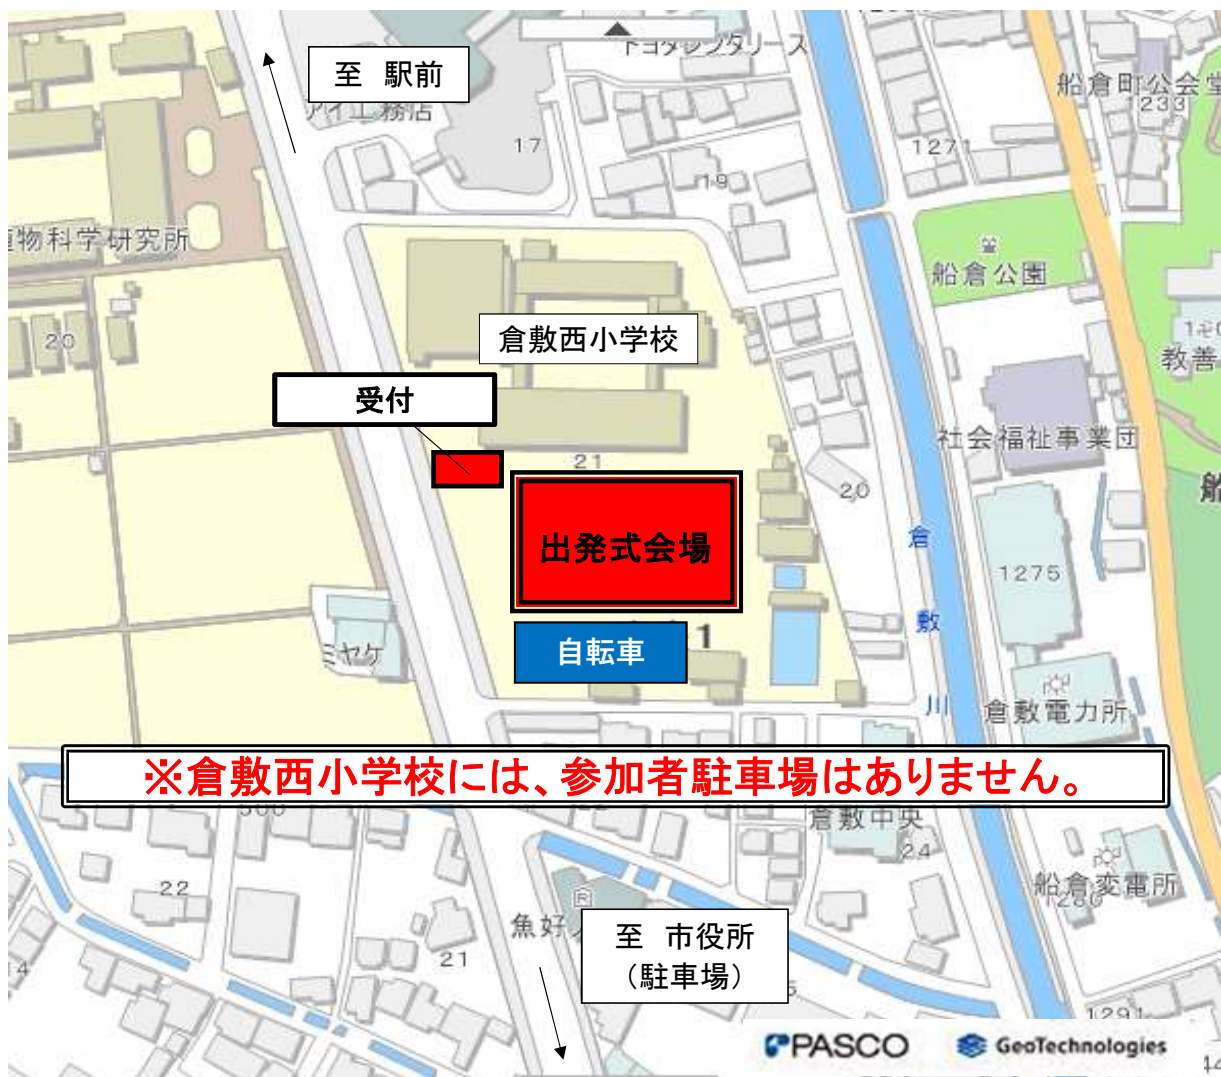 至 駅前
トヨタレンタリース
アイ工務店
17
19
1271
船倉町公会堂
1233
物科学研究所
船倉公園
20
倉敷西小学校
教善
受付
社会福祉事業団
21
20
船
出発式会場
倉
敷
川
1275
自転車
1
ミヤケ
倉敷電力所
※倉敷西小学校には、参加者駐車場はありません。
倉敷中央
24
22
船倉変電所
1280
魚好
21
至 市役所
(駐車場)
14
1291
PASCO
GeoTechnologies